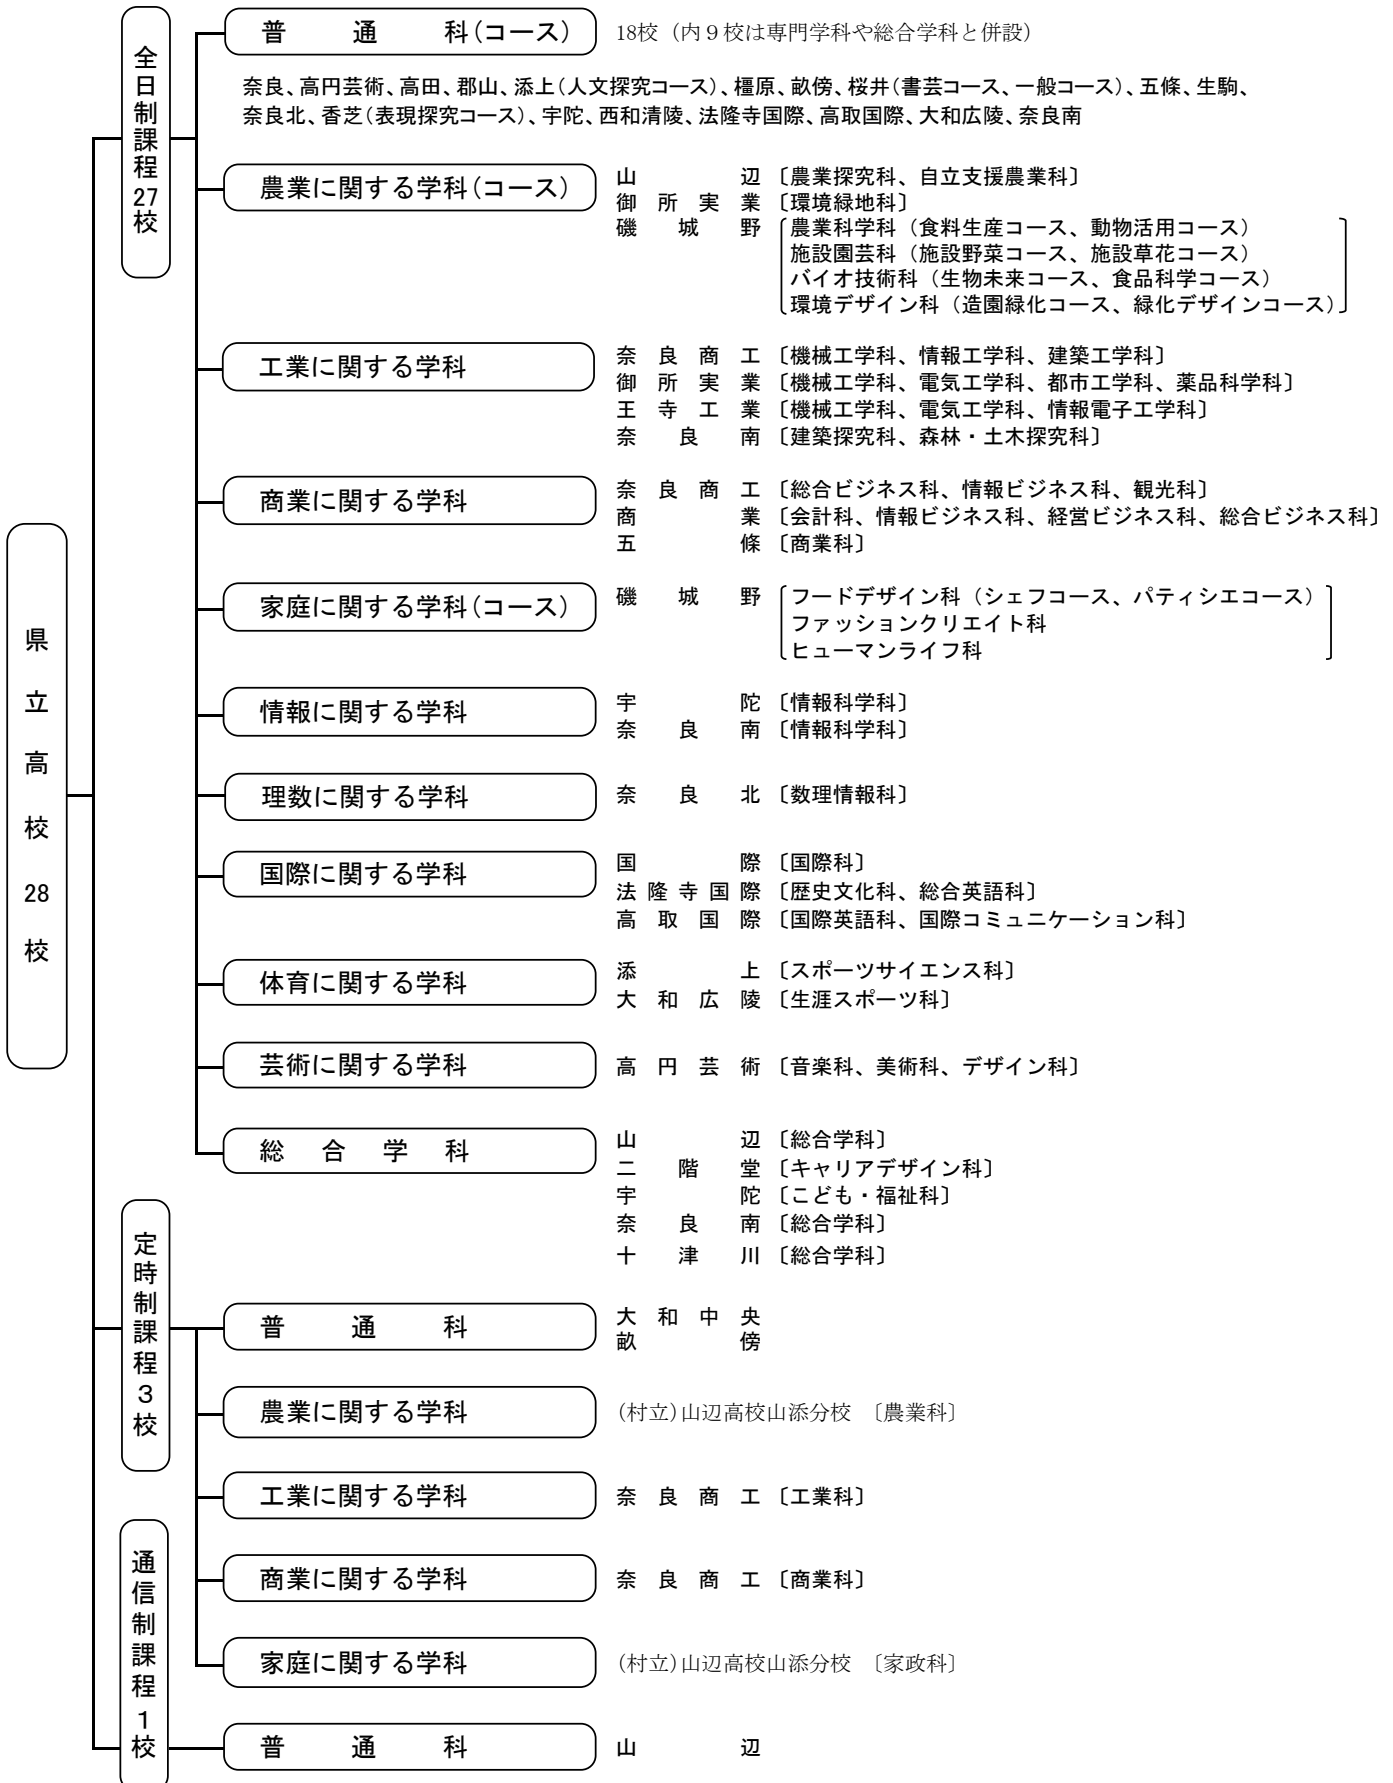 県立高校28校
全日制課程27校
普通科(コース) 18校（内９校は専門学科や総合学科と併設）
奈良、高円芸術、高田、郡山、添上(人文探究コース)、橿原、畝傍、桜井(書芸コース、一般コース)、五條、生駒、
奈良北、香芝(表現探究コース)、宇陀、西和清陵、法隆寺国際、高取国際、大和広陵、奈良南
農業に関する学科(コース) 山辺〔農業探究科、自立支援農業科〕
御所実業〔環境緑地科〕
磯城野 農業科学科（食料生産コース、動物活用コース）
施設園芸科（施設野菜コース、施設草花コース）
バイオ技術科（生物未来コース、食品科学コース）
環境デザイン科（造園緑化コース、緑化デザインコース）
工業に関する学科 奈良商工〔機械工学科、情報工学科、建築工学科〕
御所実業〔機械工学科、電気工学科、都市工学科、薬品科学科〕
王寺工業〔機械工学科、電気工学科、情報電子工学科〕
奈良南〔建築探究科、森林・土木探究科〕
商業に関する学科 奈良商工〔総合ビジネス科、情報ビジネス科、観光科〕
商業〔会計科、情報ビジネス科、経営ビジネス科、総合ビジネス科〕
五條〔商業科〕
家庭に関する学科(コース) 磯城野 フードデザイン科（シェフコース、パティシエコース）
ファッションクリエイト科
ヒューマンライフ科
情報に関する学科 宇陀〔情報科学科〕
奈良南〔情報科学科〕
理数に関する学科 奈良北〔数理情報科〕
国際に関する学科 国際〔国際科〕
法隆寺国際〔歴史文化科、総合英語科〕
高取国際〔国際英語科、国際コミュニケーション科〕
体育に関する学科 添上〔スポーツサイエンス科〕
大和広陵〔生涯スポーツ科〕
芸術に関する学科 高円芸術〔音楽科、美術科、デザイン科〕
総合学科 山辺〔総合学科〕
二階堂〔キャリアデザイン科〕
宇陀〔こども・福祉科〕
奈良南〔総合学科〕
十津川〔総合学科〕
定時制課程３校
普通科 大和中央
畝傍
農業に関する学科 (村立)山辺高校山添分校 〔農業科〕
工業に関する学科 奈良商工〔工業科〕
商業に関する学科 奈良商工〔商業科〕
家庭に関する学科 (村立)山辺高校山添分校 〔家政科〕
通信制課程１校
普通科 山辺